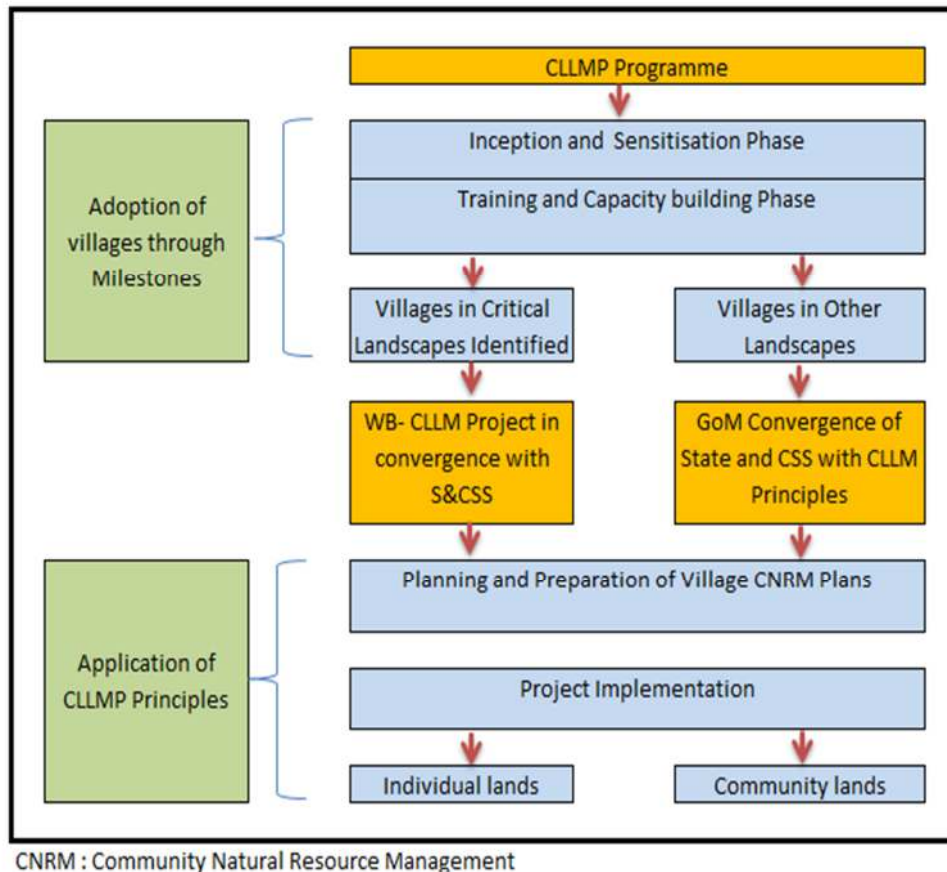 CLLMP Programme
Inception and Sensitisation Phase
Training and Capacity building Phase
Adoption of
villages through
Milestones
Villages in Critical
Landscapes Identified
Villages in Other
Landscapes
WB- CLLM Project in
convergence with
S&CSS
GoM Convergence of
State and CSS with CLLM
Principles
Planning and Preparation of Village CNRM Plans
Application of
CLLMP Principles
Project Implementation
Individual lands
Community lands
CNRM : Community Natural Resource Management